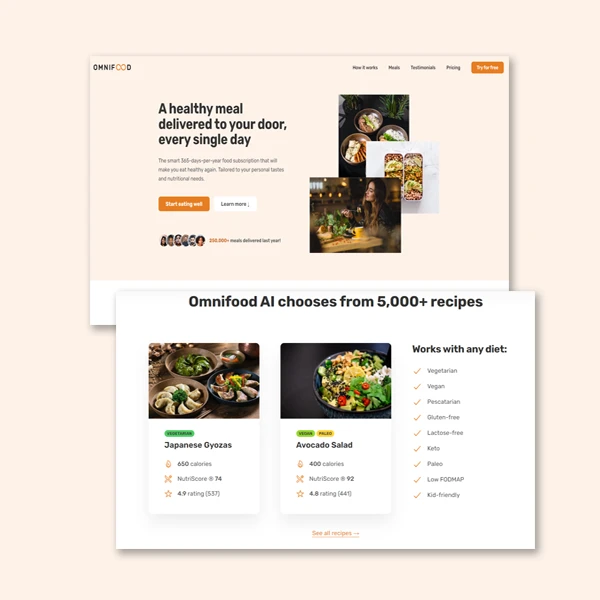 OMNIFOOD
How it works Meals Testimonials Pricing Try for free
A healthy meal
delivered to your door,
every single day
The smart 365-days-per-year food subscription that will
make you eat healthy again. Tailored to your personal tastes
and nutritional needs.
Start eating well Learn more ↓
250,000+ meals delivered last year!
Omnifood AI chooses from 5,000+ recipes
VEGETARIAN
Japanese Gyozas
650 calories
NutriScore ® 74
4.9 rating (537)
VEGAN PALEO
Avocado Salad
400 calories
NutriScore ® 92
4.8 rating (441)
Works with any diet:
Vegetarian
Vegan
Pescatarian
Gluten-free
Lactose-free
Keto
Paleo
Low FODMAP
Kid-friendly
See all recipes →